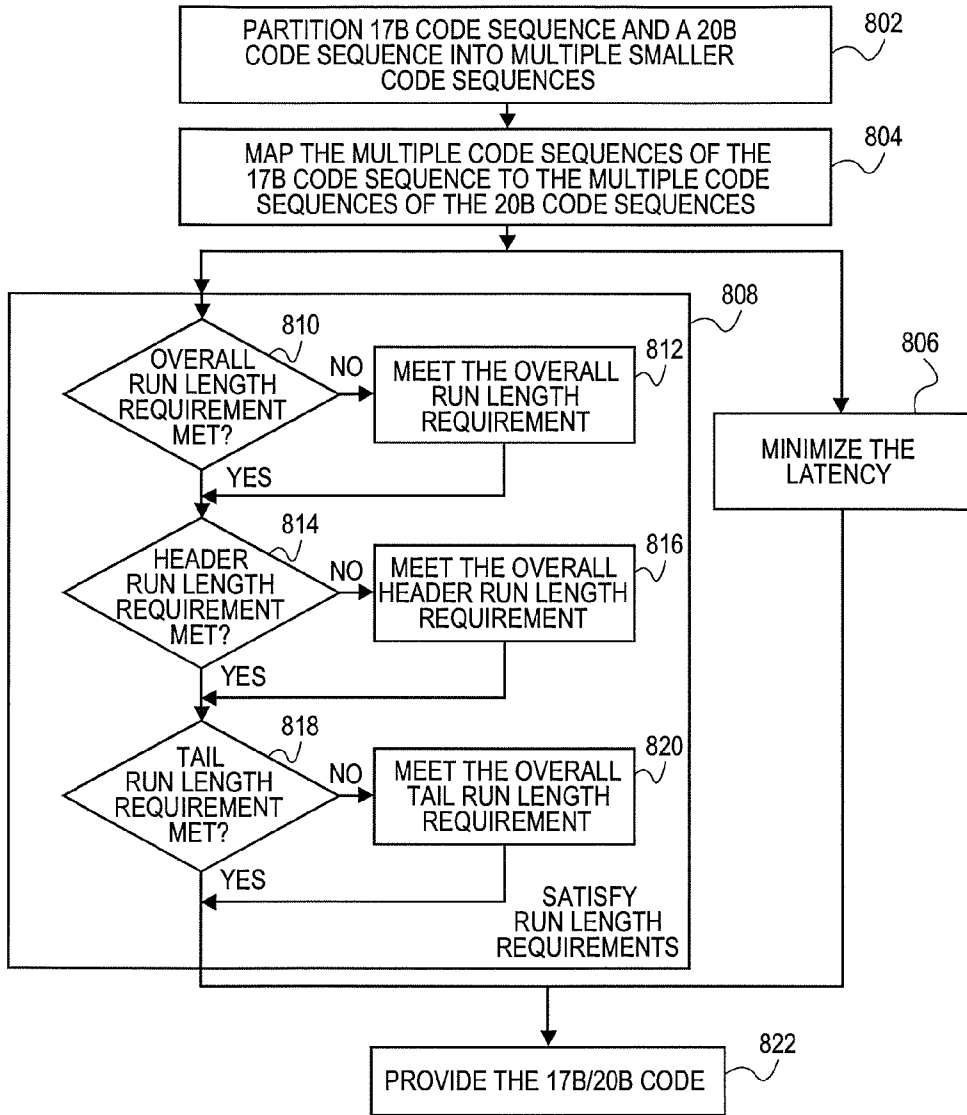 PARTITION 17B CODE SEQUENCE AND A 20B
CODE SEQUENCE INTO MULTIPLE SMALLER
CODE SEQUENCES
802
MAP THE MULTIPLE CODE SEQUENCES OF THE
17B CODE SEQUENCE TO THE MULTIPLE CODE
SEQUENCES OF THE 20B CODE SEQUENCES
804
808
810
OVERALL
RUN LENGTH
REQUIREMENT
MET?
NO
YES
812
MEET THE OVERALL
RUN LENGTH
REQUIREMENT
806
MINIMIZE THE
LATENCY
814
HEADER
RUN LENGTH
REQUIREMENT
MET?
NO
YES
816
MEET THE OVERALL
HEADER RUN LENGTH
REQUIREMENT
818
TAIL
RUN LENGTH
REQUIREMENT
MET?
NO
YES
820
MEET THE OVERALL
TAIL RUN LENGTH
REQUIREMENT
SATISFY
RUN LENGTH
REQUIREMENTS
822
PROVIDE THE 17B/20B CODE